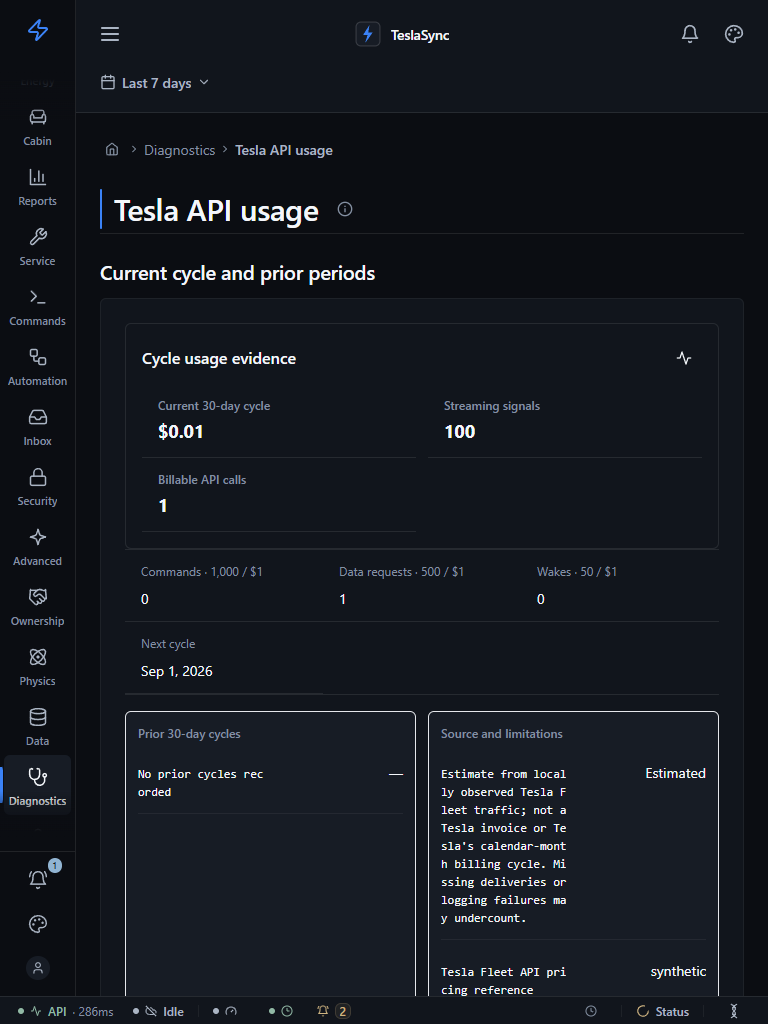 TeslaSync
Last 7 days
Cabin
Reports
Service
Commands
Automation
Inbox
Security
Advanced
Ownership
Physics
Data
Diagnostics
1
Diagnostics > Tesla API usage
Tesla API usage
Current cycle and prior periods
Cycle usage evidence
Current 30-day cycle
$0.01
Streaming signals
100
Billable API calls
1
Commands · 1,000 / $1
0
Data requests · 500 / $1
1
Wakes · 50 / $1
0
Next cycle
Sep 1, 2026
Prior 30-day cycles
No prior cycles rec
orded
—
Source and limitations
Estimate from local
ly observed Tesla F
leet traffic; not a
Tesla invoice or Te
sla's calendar-mont
h billing cycle. Mi
ssing deliveries or
logging failures ma
y undercount.
Estimated
Tesla Fleet API pri
cing reference
synthetic
API · 286ms
Idle
2
Status